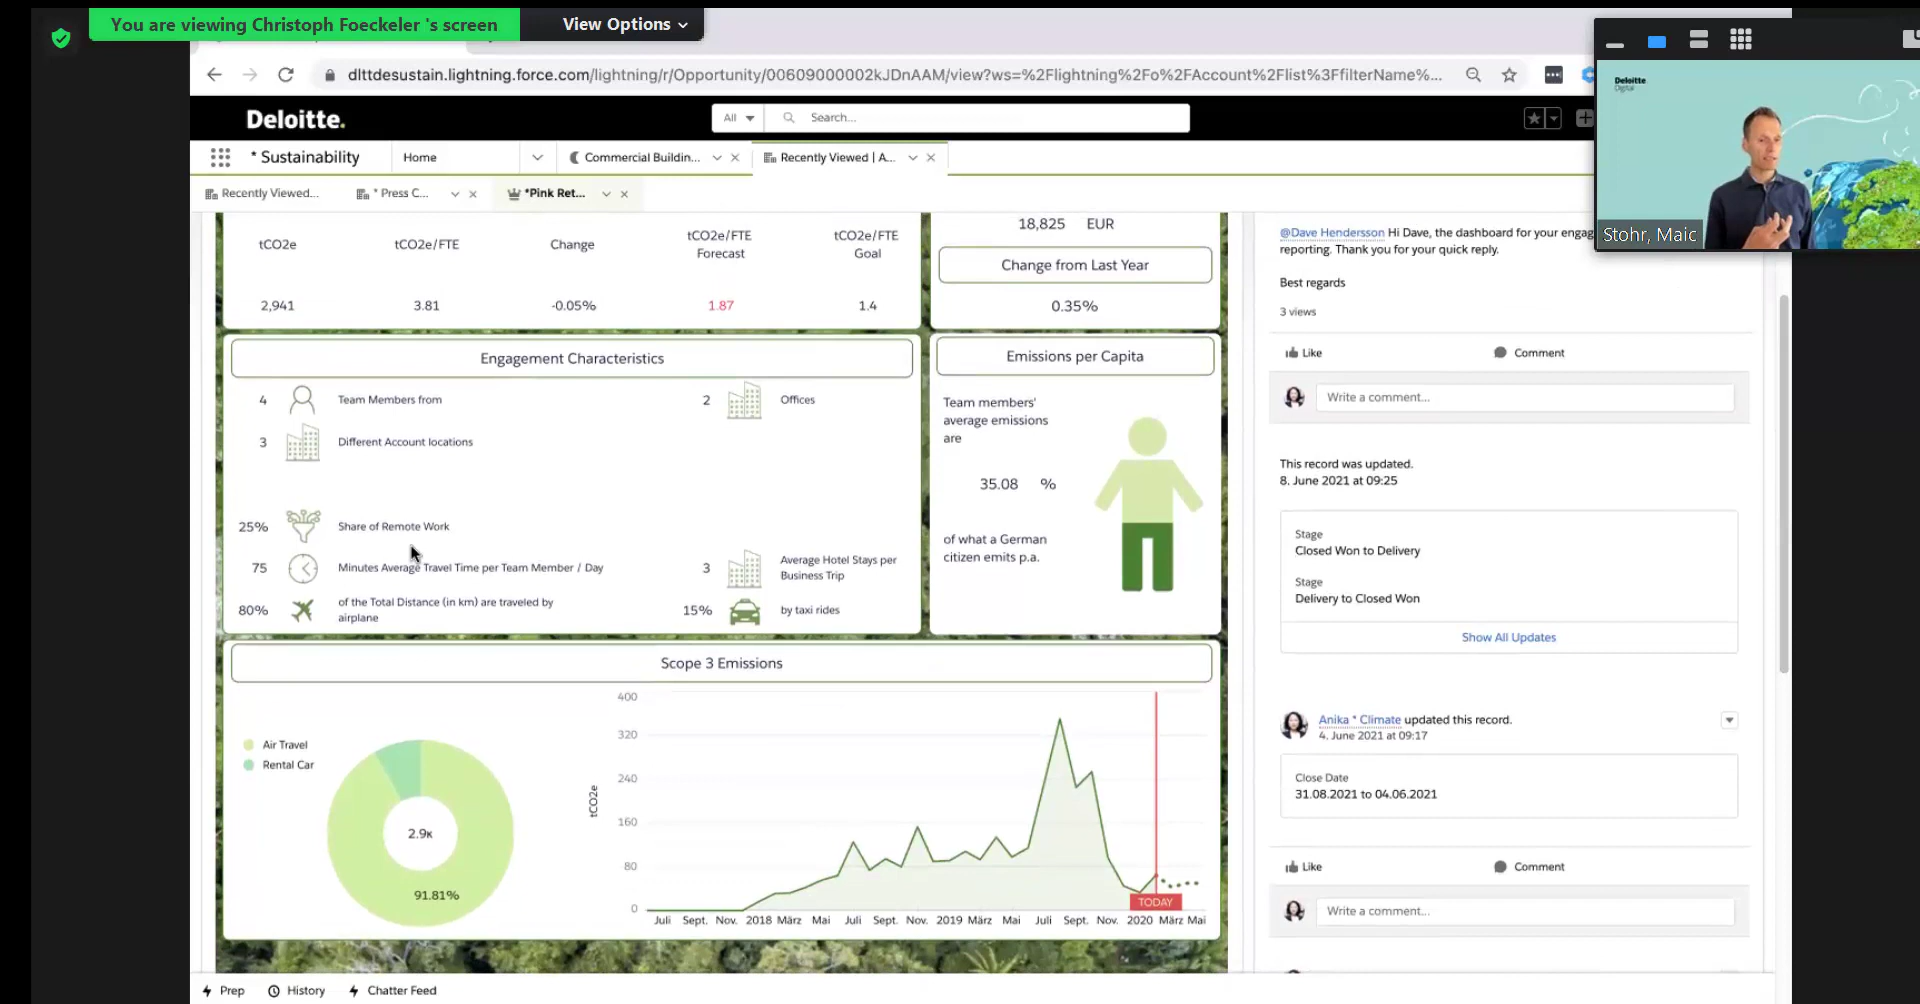 You are viewing Christoph Foeckeler 's screen
View Options
dlttdesustain.lightning.force.com/lightning/r/Opportunity/00609000002kJDnAAM/view?ws=%2Flightning%2Fo%2FAccount%2Flist%3FfilterName%...
Deloitte
Digital
Stohr, Maic
Deloitte.
All
Search...
* Sustainability
Home
Commercial Buildin...
Recently Viewed | A...
Recently Viewed...
* Press C...
*Pink Ret...
tCO2e
tCO2e/FTE
Change
tCO2e/FTE
Forecast
tCO2e/FTE
Goal
2,941
3.81
-0.05%
1.87
1.4
18,825 EUR
Change from Last Year
0.35%
Engagement Characteristics
4 Team Members from
2 Offices
3 Different Account locations
25% Share of Remote Work
75 Minutes Average Travel Time per Team Member / Day
3 Average Hotel Stays per
Business Trip
80% of the Total Distance (in km) are traveled by
airplane
15% by taxi rides
Emissions per Capita
Team members'
average emissions
are
35.08 %
of what a German
citizen emits p.a.
Scope 3 Emissions
Air Travel
Rental Car
2.9K
91.81%
tCO2e
400
320
240
160
80
0
TODAY
Juli Sept. Nov. 2018 März Mai Juli Sept. Nov. 2019 März Mai Juli Sept. Nov. 2020 März Mai
@Dave Hendersson Hi Dave, the dashboard for your engag
reporting. Thank you for your quick reply.
Best regards
3 views
Like
Comment
Write a comment...
This record was updated.
8. June 2021 at 09:25
Stage
Closed Won to Delivery
Stage
Delivery to Closed Won
Show All Updates
Anika * Climate updated this record.
4. June 2021 at 09:17
Close Date
31.08.2021 to 04.06.2021
Like
Comment
Write a comment...
Prep
History
Chatter Feed